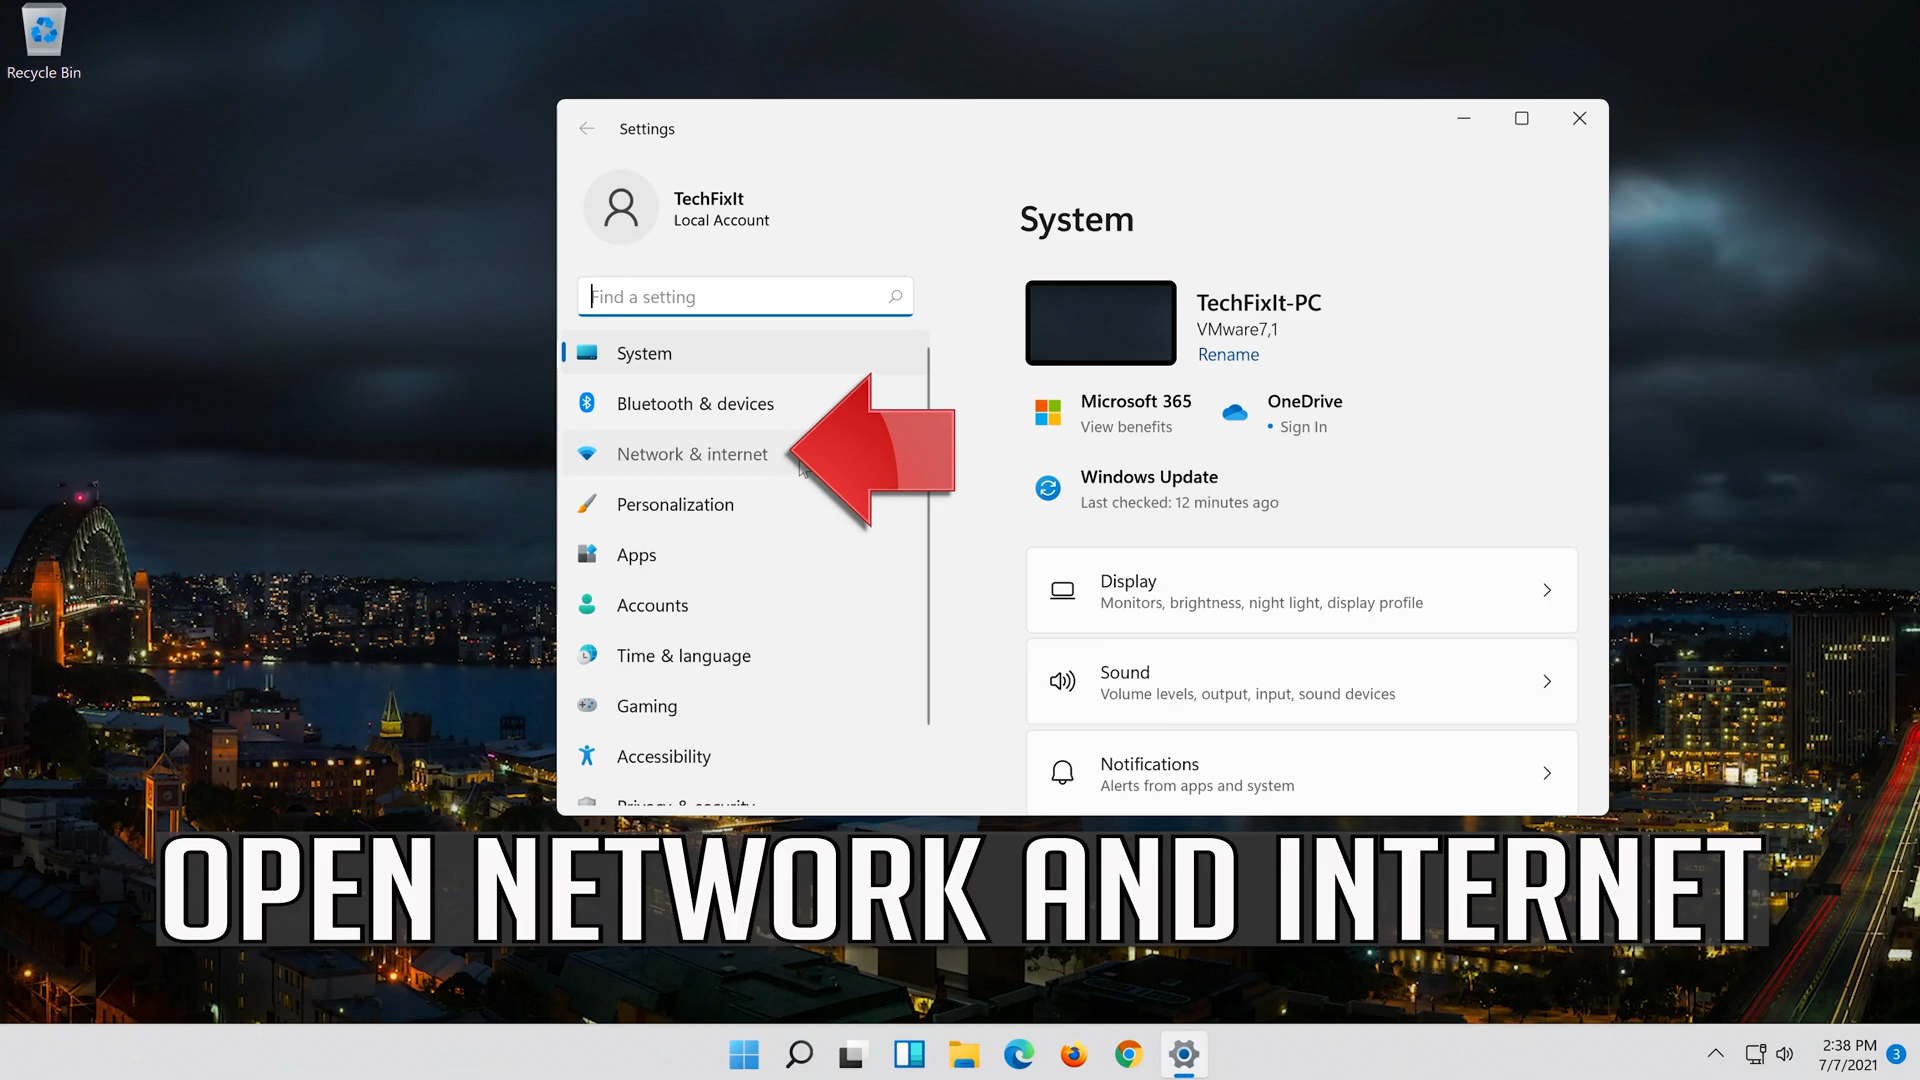 Recycle Bin
Settings
TechFixIt
Local Account
Find a setting
System
Bluetooth & devices
Network & internet
Personalization
Apps
Accounts
Time & language
Gaming
Accessibility
Privacy & security
System
TechFixIt-PC
VMware7,1
Rename
Microsoft 365
View benefits
OneDrive
• Sign In
Windows Update
Last checked: 12 minutes ago
Display
Monitors, brightness, night light, display profile
Sound
Volume levels, output, input, sound devices
Notifications
Alerts from apps and system
OPEN NETWORK AND INTERNET
2:38 PM
7/7/2021
3